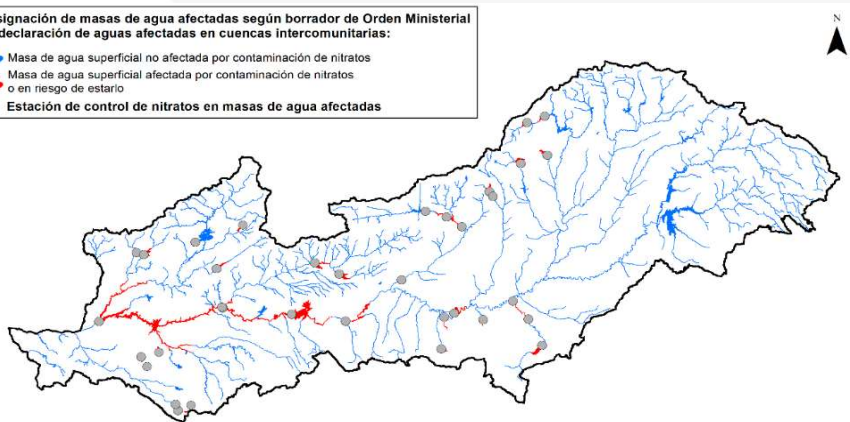 signación de masas de agua afectadas según borrador de Orden Ministerial
declaración de aguas afectadas en cuencas intercomunitarias:
Masa de agua superficial no afectada por contaminación de nitratos
Masa de agua superficial afectada por contaminación de nitratos
o en riesgo de estarlo
Estación de control de nitratos en masas de agua afectadas
N